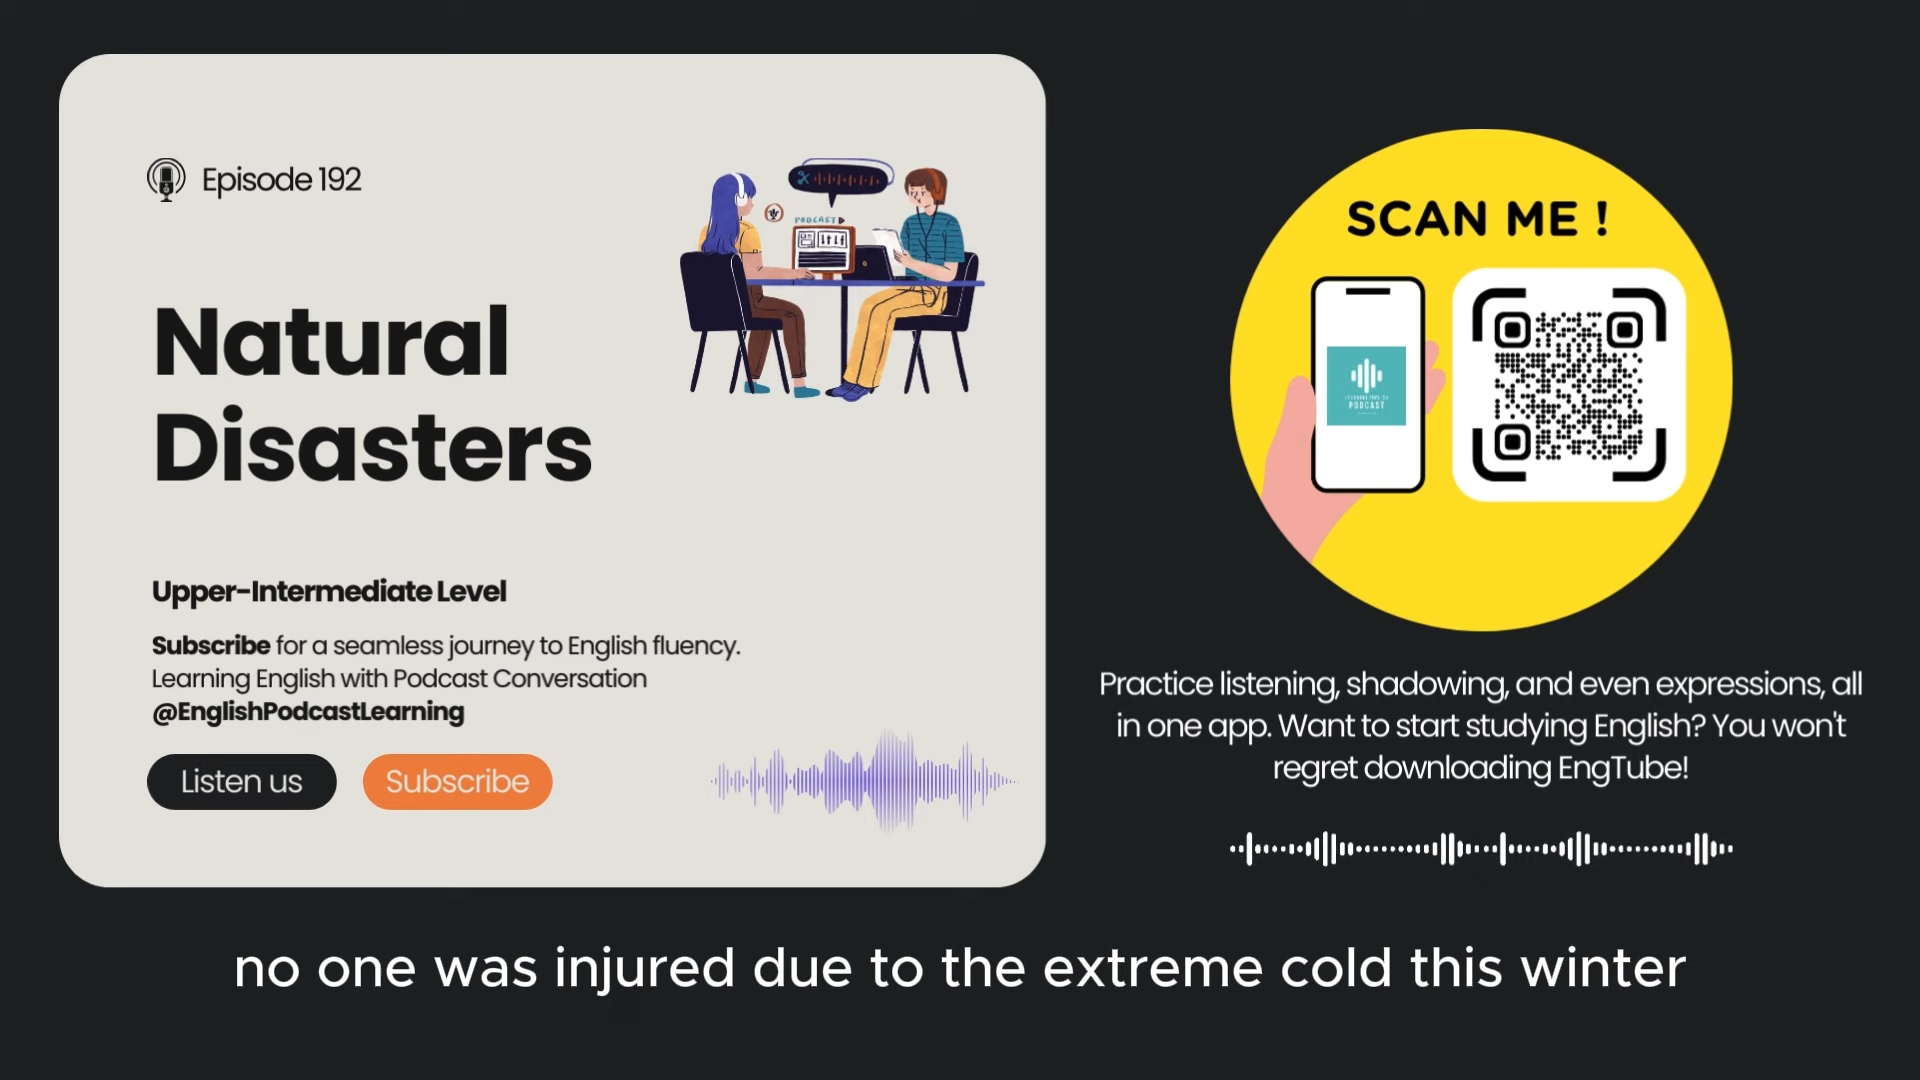 Episode 192
PODCAST
Natural
Disasters
Upper-Intermediate Level
Subscribe for a seamless journey to English fluency.
Learning English with Podcast Conversation
@EnglishPodcastLearning
Listen us
Subscribe
SCAN ME !
PODCAST
Practice listening, shadowing, and even expressions, all
in one app. Want to start studying English? You won't
regret downloading EngTube!
no one was injured due to the extreme cold this winter